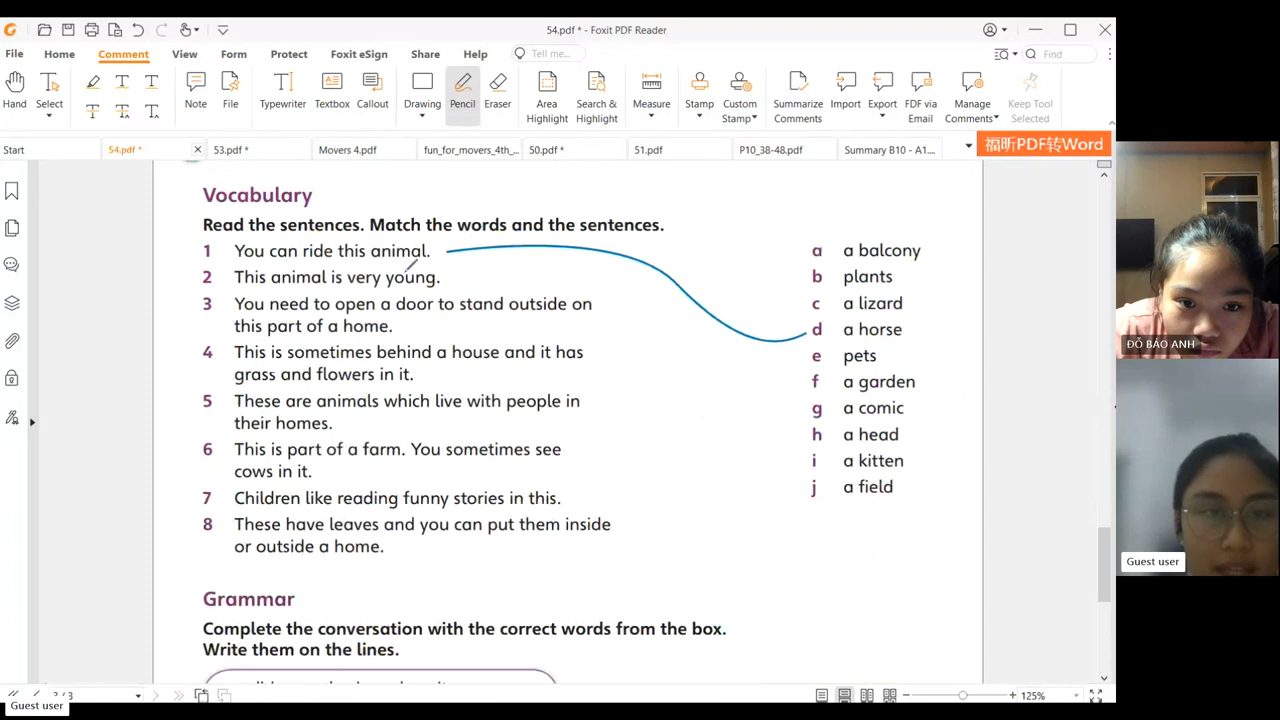 54.pdf * - Foxit PDF Reader
File Home Comment View Form Protect Foxit eSign Share Help Tell me... Find
Hand Select Note File Typewriter Textbox Callout Drawing Pencil Eraser Area Highlight Search & Highlight Measure Stamp Custom Stamp Summarize Comments Import Export FDF via Email Manage Comments Keep Tool Selected
Start 54.pdf * 53.pdf * Movers 4.pdf fun_for_movers_4th_... 50.pdf * 51.pdf P10_38-48.pdf Summary B10 - A1.... 福昕PDF转Word
Vocabulary
Read the sentences. Match the words and the sentences.
1 You can ride this animal.
2 This animal is very young.
3 You need to open a door to stand outside on
this part of a home.
4 This is sometimes behind a house and it has
grass and flowers in it.
5 These are animals which live with people in
their homes.
6 This is part of a farm. You sometimes see
cows in it.
7 Children like reading funny stories in this.
8 These have leaves and you can put them inside
or outside a home.
a a balcony
b plants
c a lizard
d a horse
e pets
f a garden
g a comic
h a head
i a kitten
j a field
Grammar
Complete the conversation with the correct words from the box.
Write them on the lines.
125%
Guest user
ĐỖ BẢO ANH
Guest user